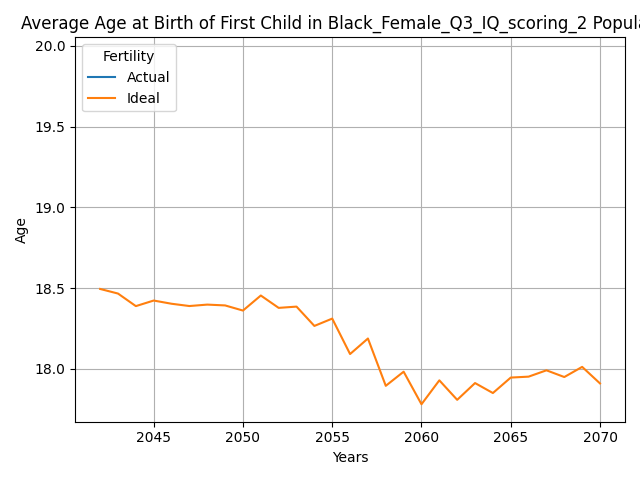 Average Age at Birth of First Child in Black_Female_Q3_IQ_scoring_2 Popula
20.0
Fertility
Actual
Ideal
19.5
19.0
Age
18.5
18.0
2045 2050 2055 2060 2065 2070
Years